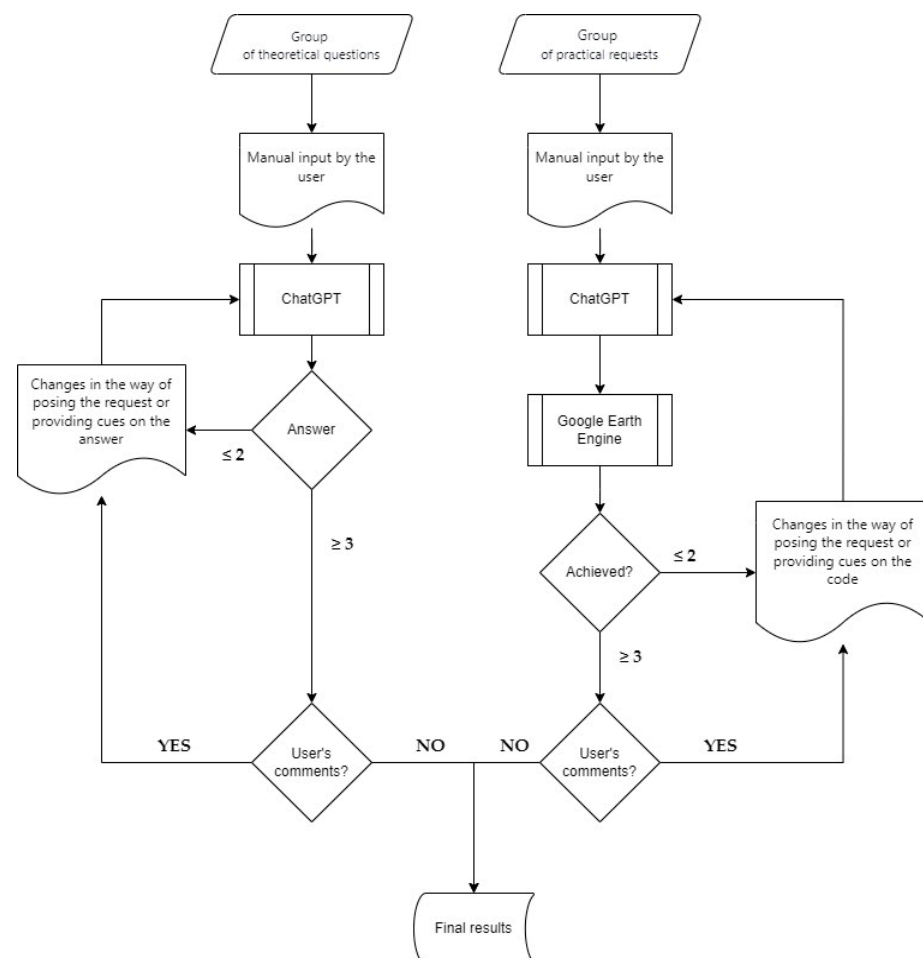 Group
of theoretical questions
Group
of practical requests
Manual input by the
user
Manual input by the
user
ChatGPT
ChatGPT
Changes in the way of
posing the request or
providing cues on the
answer
Answer
≤ 2
Google Earth
Engine
≥ 3
Achieved?
≤ 2
Changes in the way of
posing the request or
providing cues on the
code
≥ 3
YES
User's
comments?
NO
NO
User's
comments?
YES
Final results